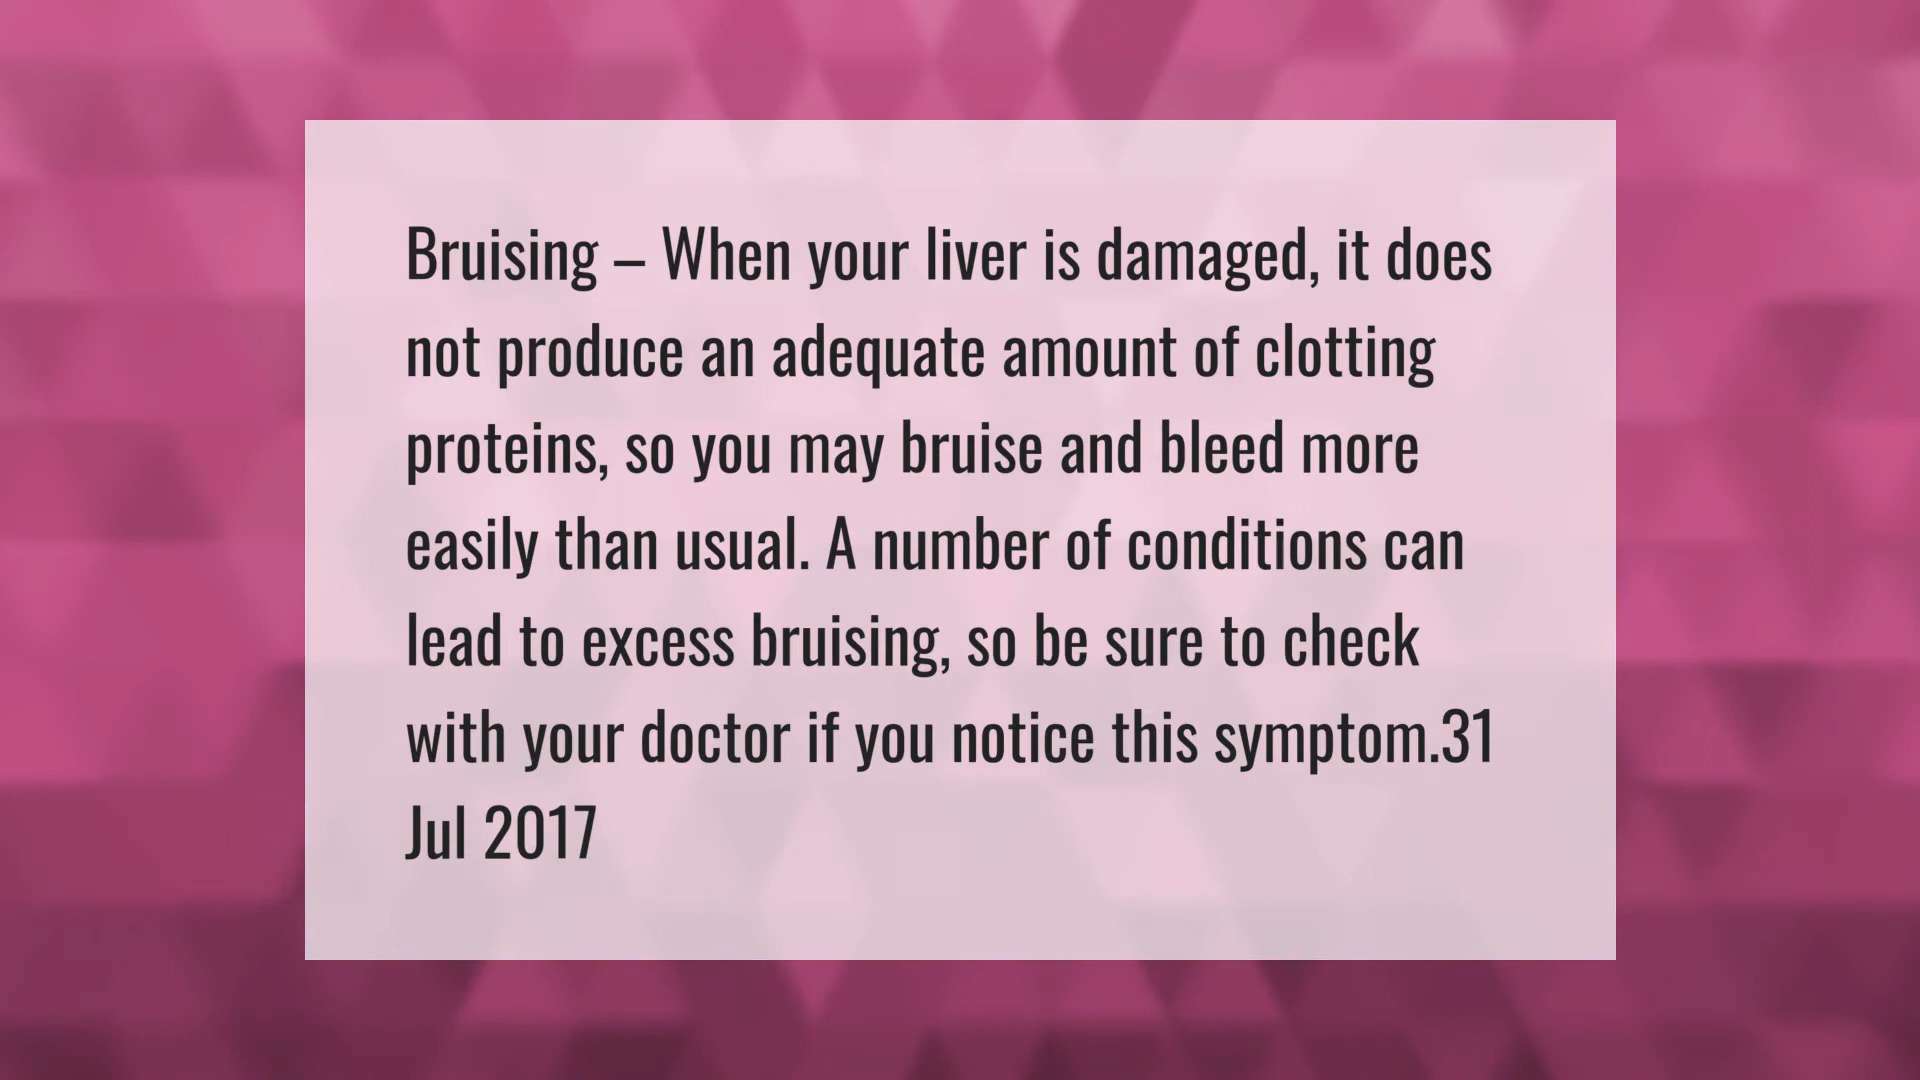 Bruising – When your liver is damaged, it does
not produce an adequate amount of clotting
proteins, so you may bruise and bleed more
easily than usual. A number of conditions can
lead to excess bruising, so be sure to check
with your doctor if you notice this symptom.31
Jul 2017